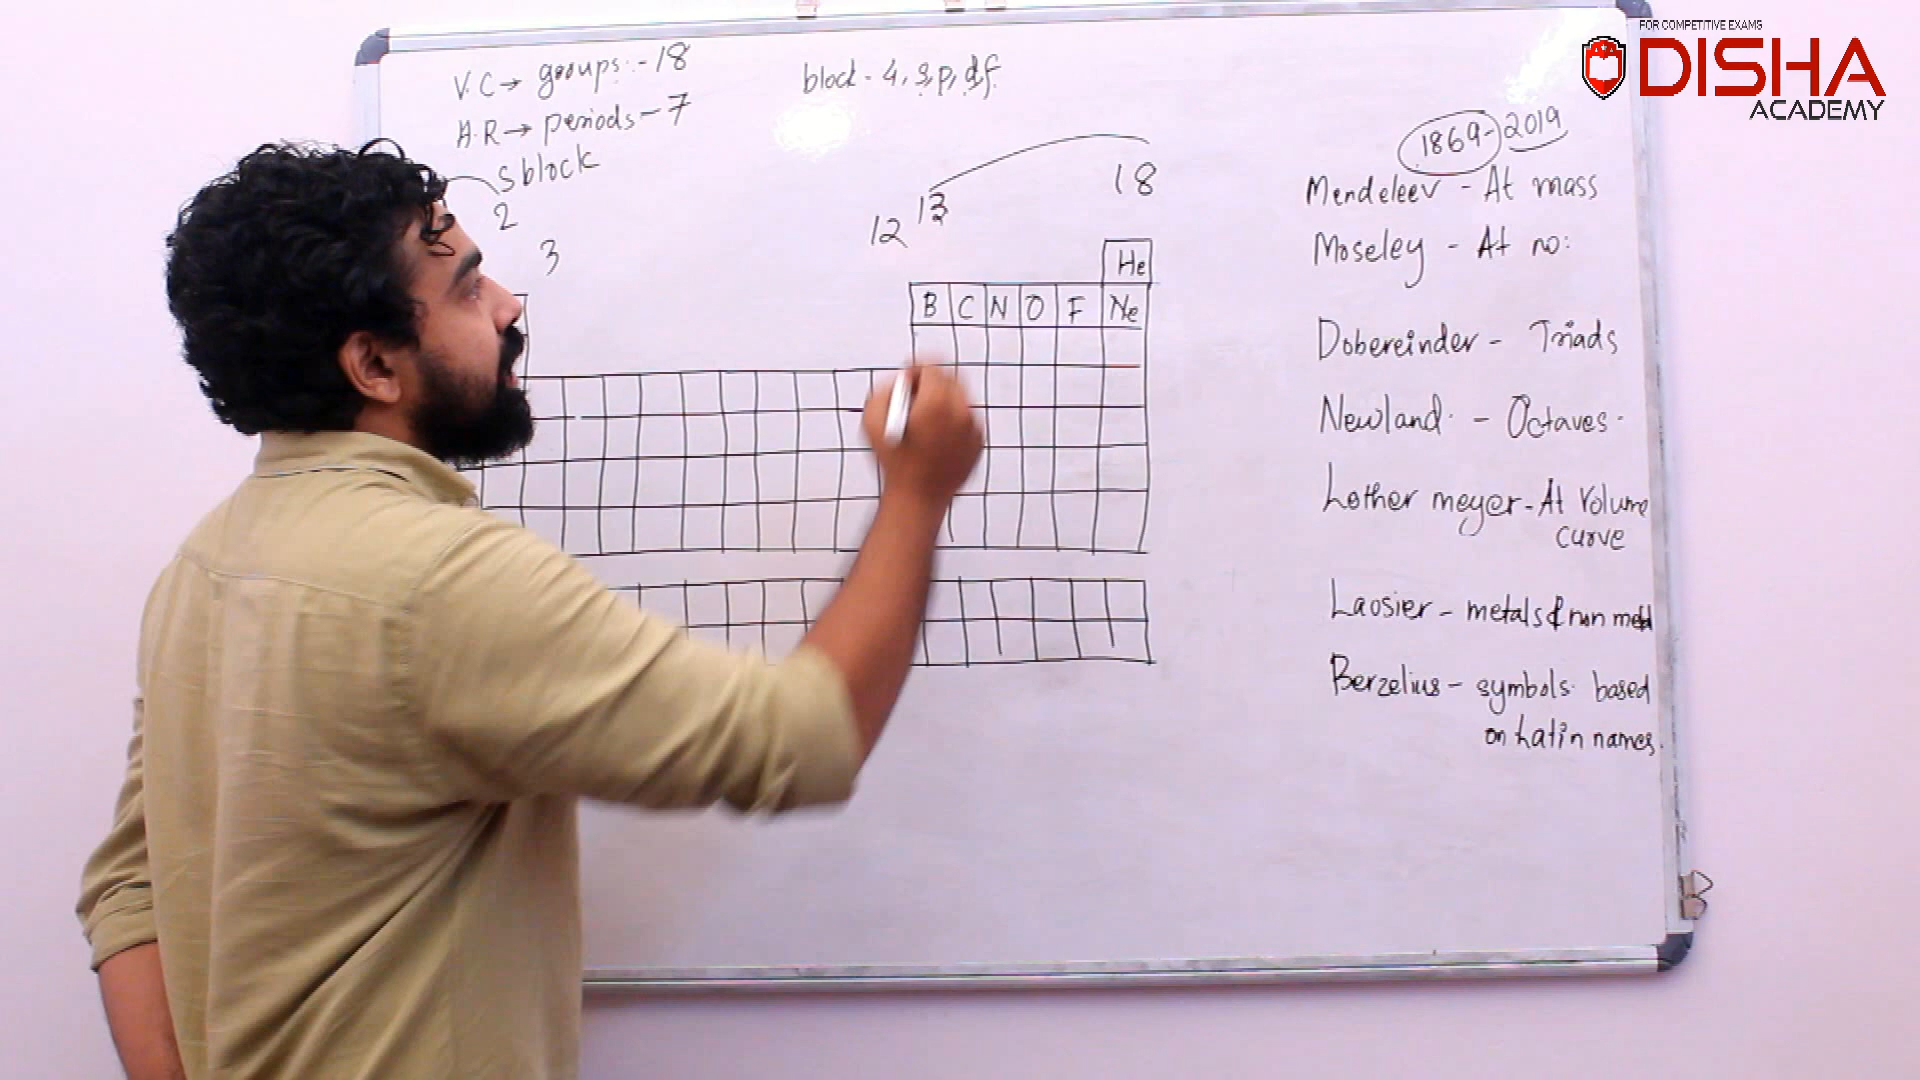 V.C → groups:- 18
A.R → periods - 7
S block
2
3
block - 4, s, p, d, f
12 13 18
He
B C N O F Ne
1869-2019
Mendeleev - At mass
Moseley - At no:
Dobereinder - Triads
Newland - Octaves
Lother meyer - At Volume
curve
Laosier - metals & non metal
Berzelius - symbols based
on Latin names.
FOR COMPETITIVE EXAMS
DISHA
ACADEMY